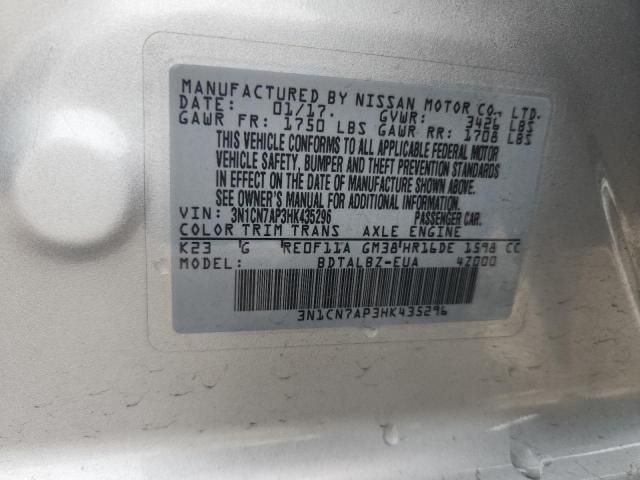 MANUFACTURED BY NISSAN MOTOR CO., LTD.
DATE: 01/17. GVWR: 3426 LBS
GAWR FR: 1750 LBS GAWR RR: 1708 LBS
THIS VEHICLE CONFORMS TO ALL APPLICABLE FEDERAL MOTOR
VEHICLE SAFETY, BUMPER AND THEFT PREVENTION STANDARDS
IN EFFECT ON THE DATE OF MANUFACTURE SHOWN ABOVE.
SEE OWNER'S MANUAL FOR ADDITIONAL INFORMATION.
VIN: 3N1CN7AP3HK435296 PASSENGER CAR.
COLOR TRIM TRANS AXLE ENGINE
K23 G RE0F11A GM38 HR16DE 1598 CC
MODEL: BDTALBZ-EUA 4Z000
3N1CN7AP3HK435296